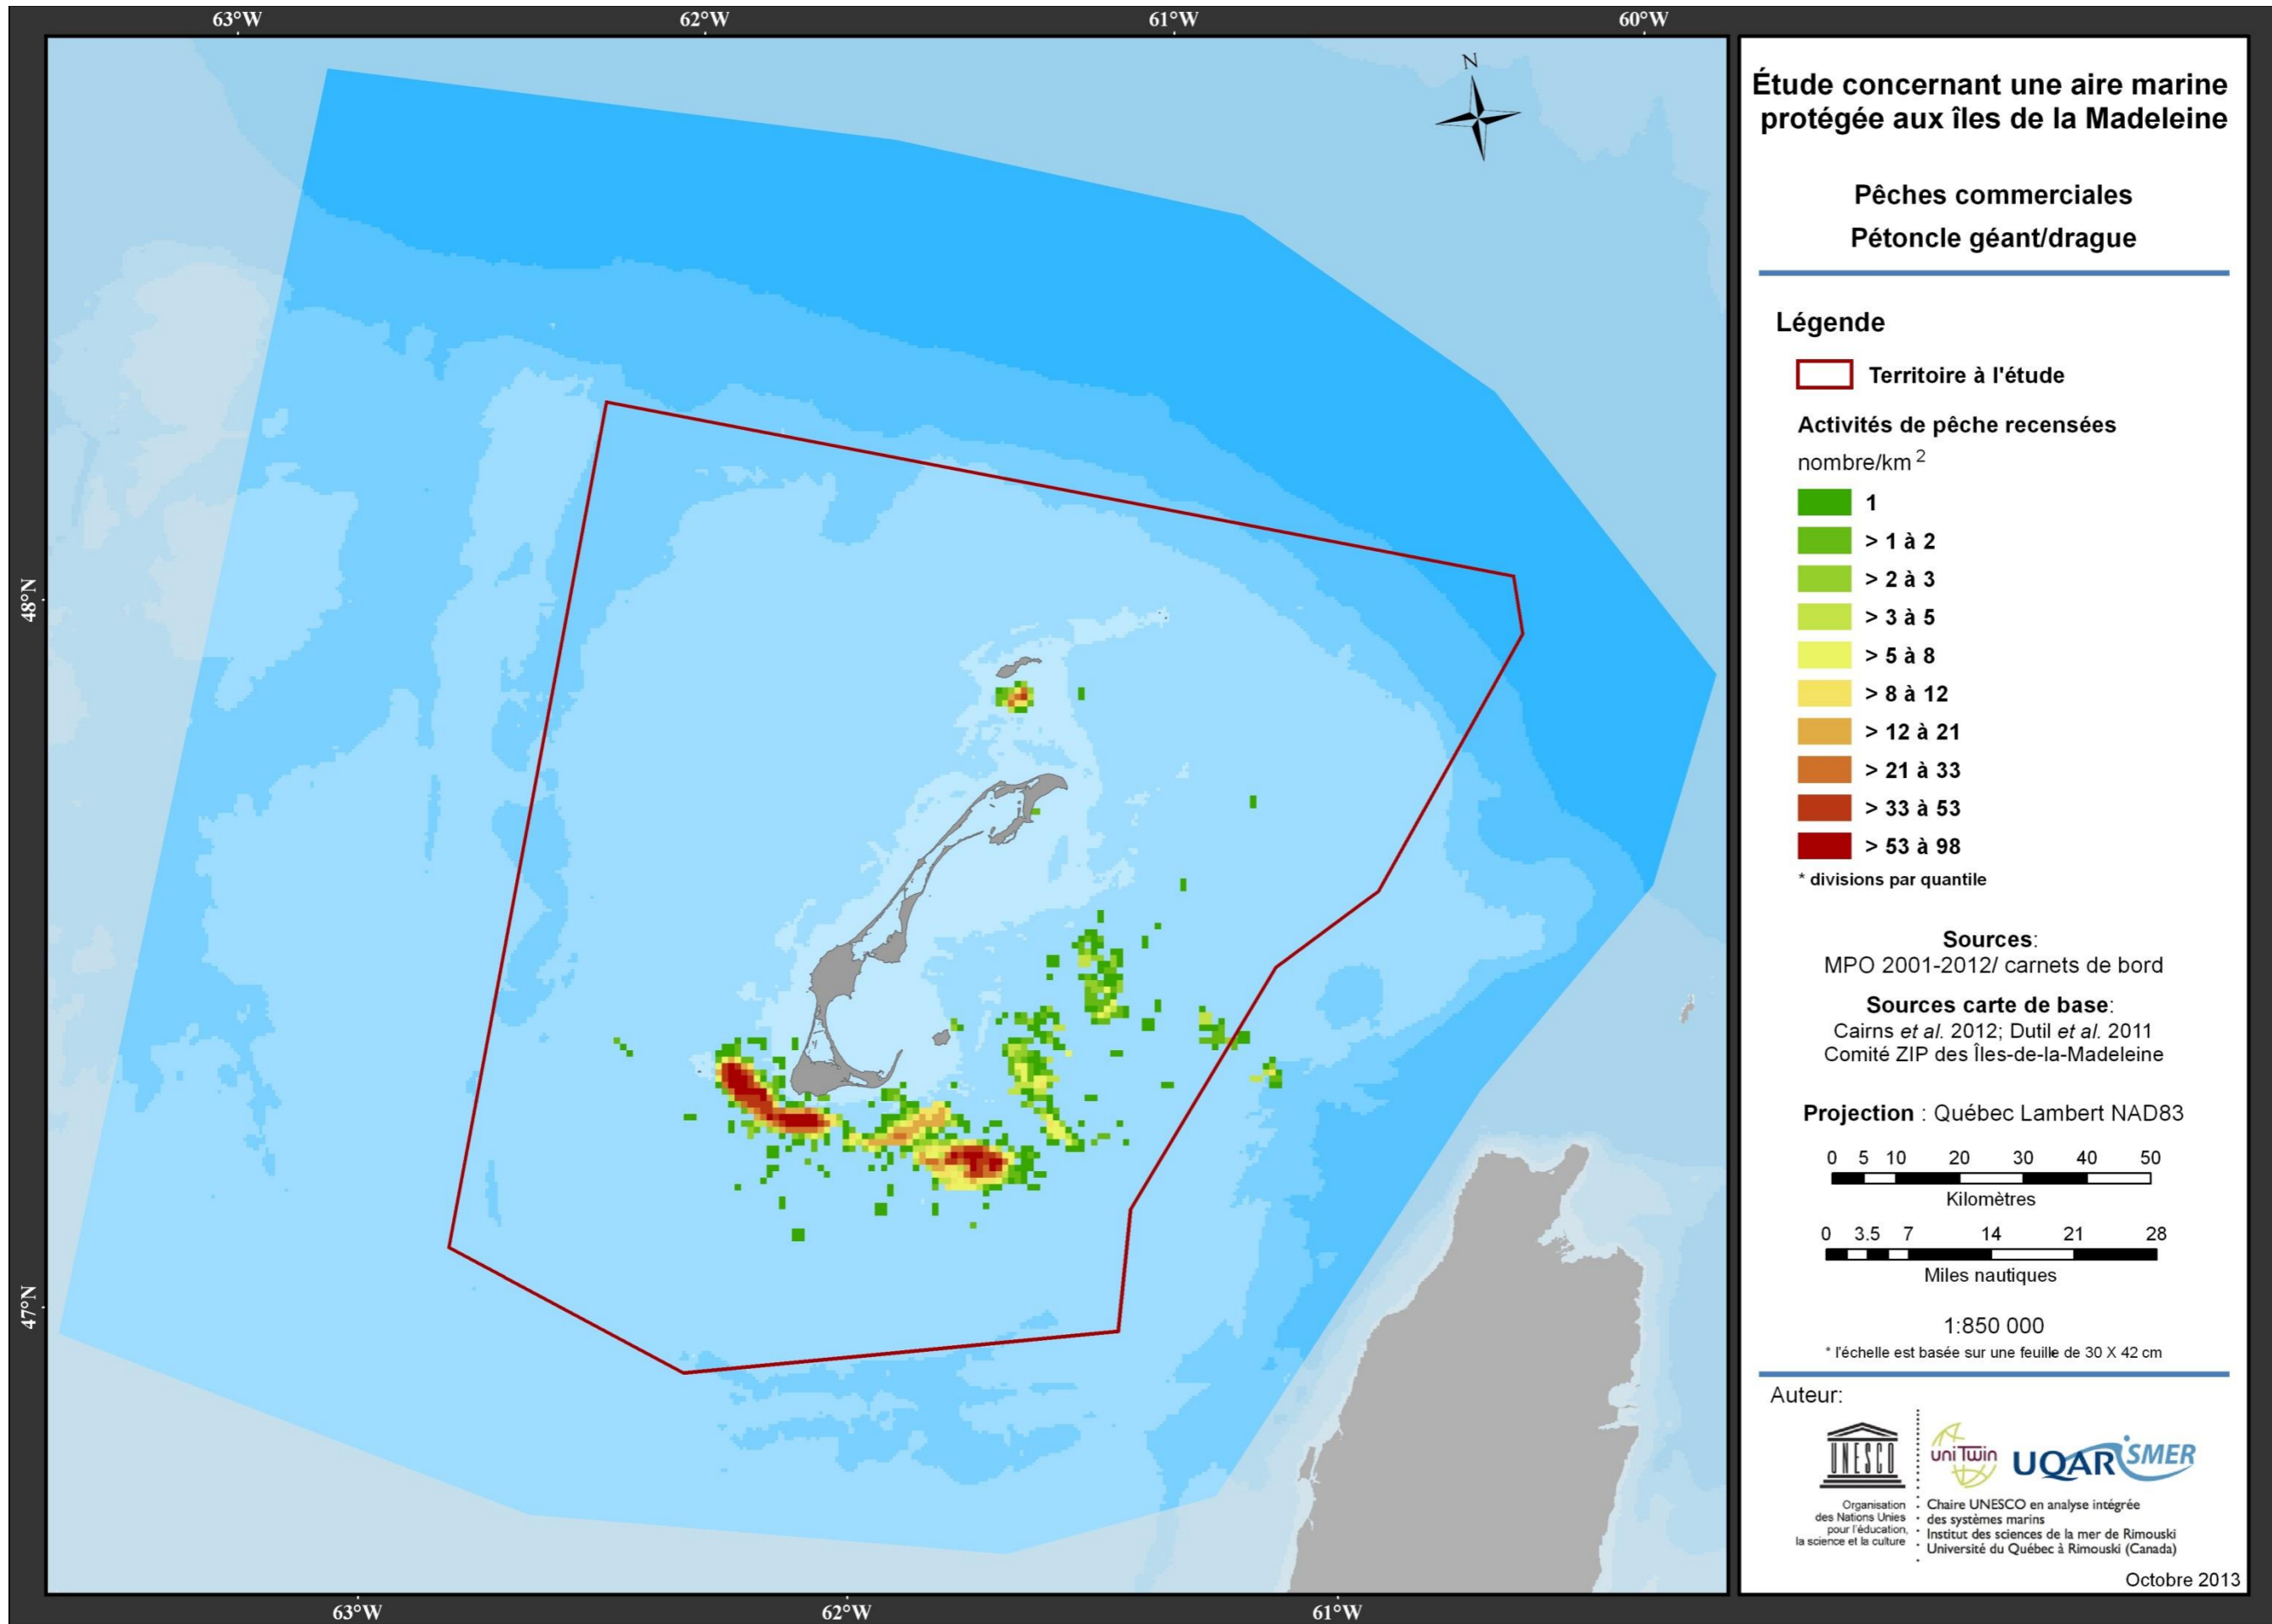 63°W 62°W 61°W 60°W
N
48°N
47°N
63°W 62°W 61°W
Étude concernant une aire marine
protégée aux îles de la Madeleine
Pêches commerciales
Pétoncle géant/drague
Légende
Territoire à l'étude
Activités de pêche recensées
nombre/km 2
1
> 1 à 2
> 2 à 3
> 3 à 5
> 5 à 8
> 8 à 12
> 12 à 21
> 21 à 33
> 33 à 53
> 53 à 98
* divisions par quantile
Sources:
MPO 2001-2012/ carnets de bord
Sources carte de base:
Cairns et al. 2012; Dutil et al. 2011
Comité ZIP des Îles-de-la-Madeleine
Projection : Québec Lambert NAD83
0 5 10 20 30 40 50
Kilomètres
0 3.5 7 14 21 28
Miles nautiques
1:850 000
* l'échelle est basée sur une feuille de 30 X 42 cm
Auteur:
UNESCO
uniTwin
UQAR ISMER
Organisation
des Nations Unies
pour l'éducation,
la science et la culture
Chaire UNESCO en analyse intégrée
des systèmes marins
Institut des sciences de la mer de Rimouski
Université du Québec à Rimouski (Canada)
Octobre 2013